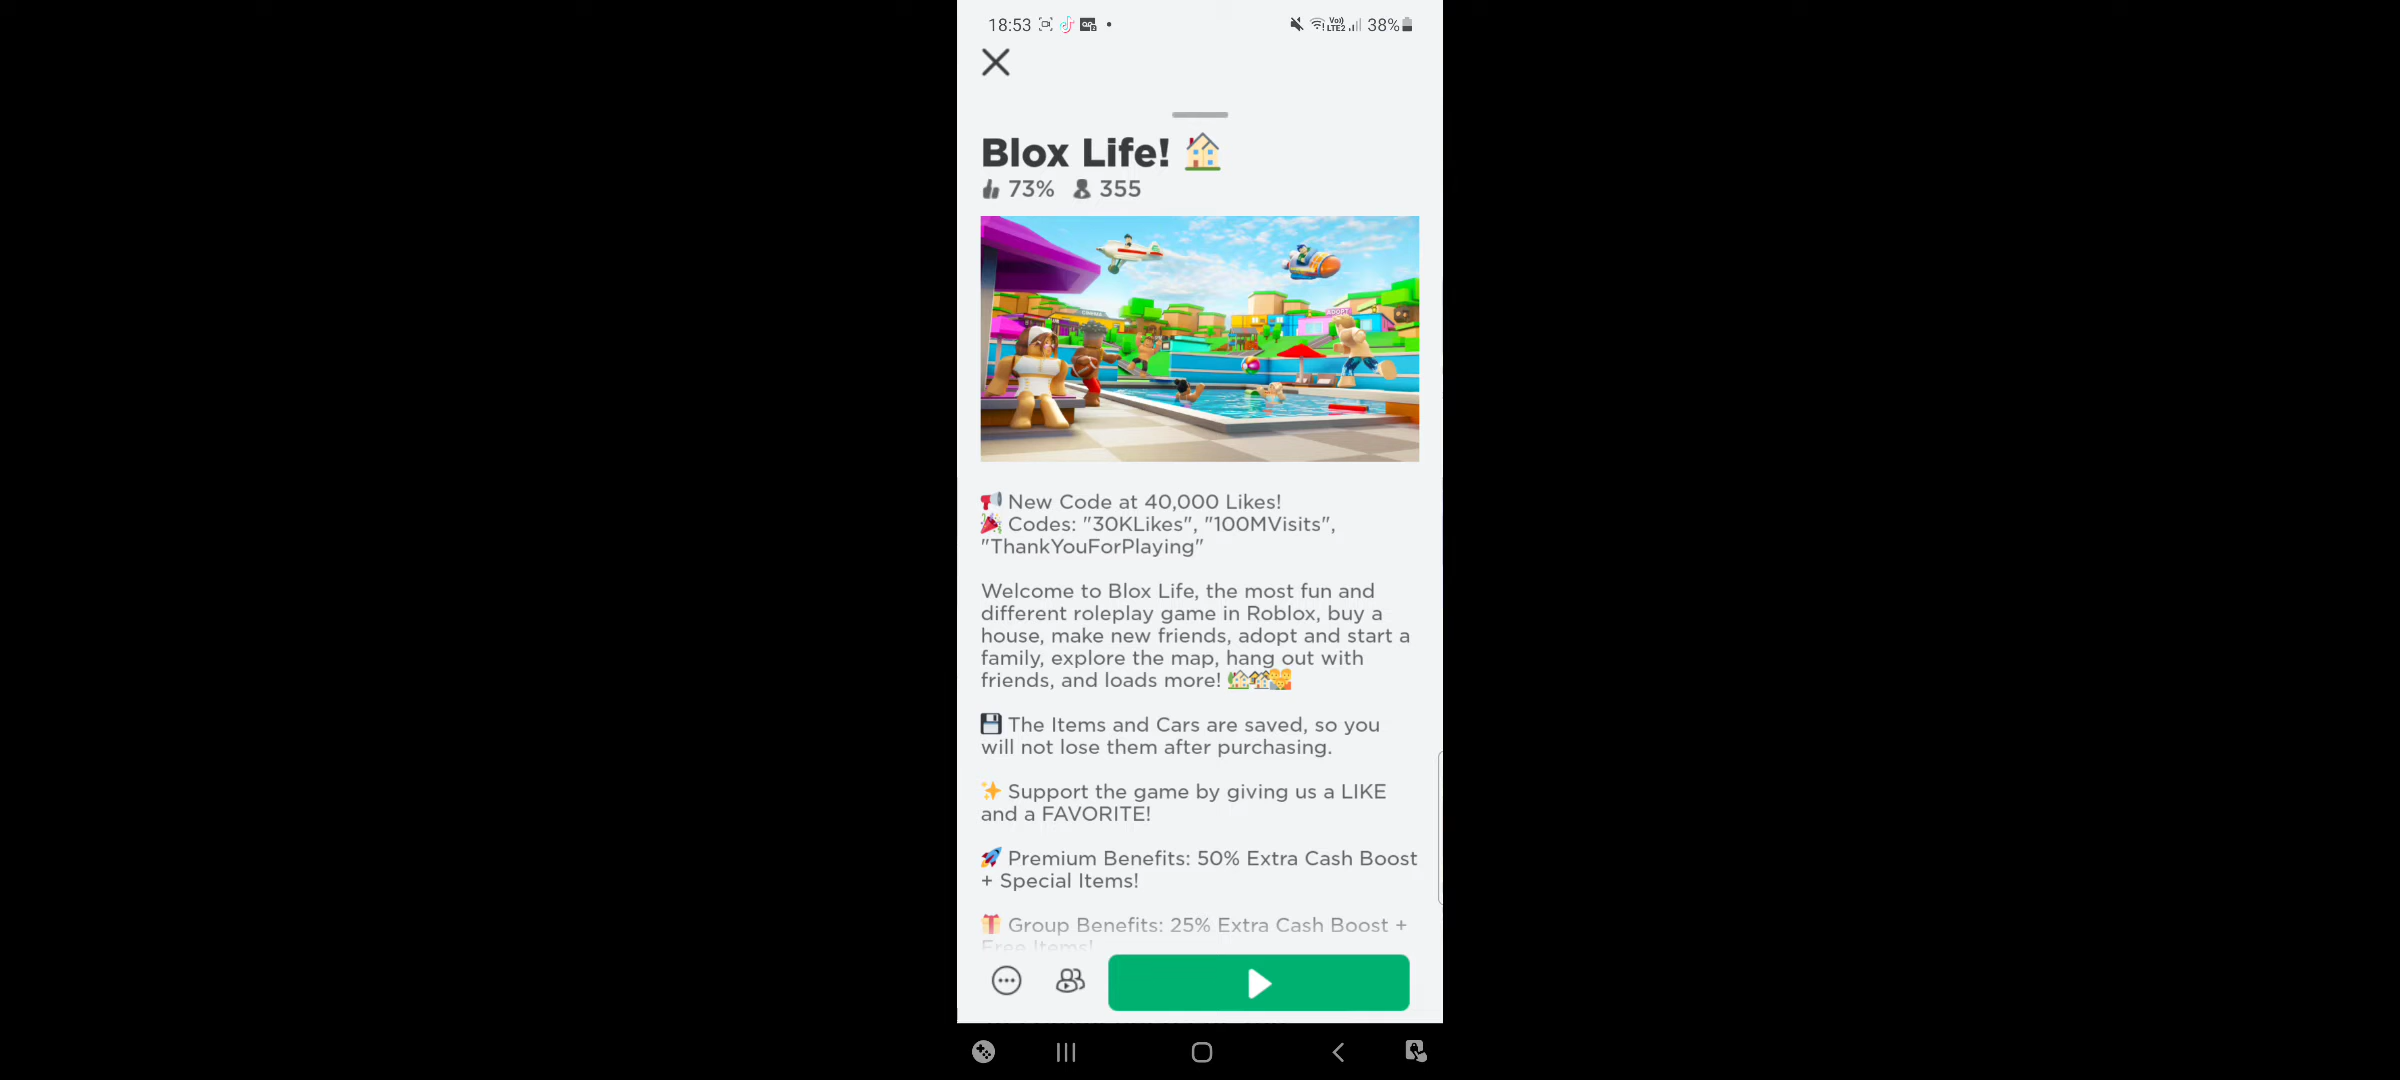 18:53 38%
Blox Life!
73% 355
ADOPT
New Code at 40,000 Likes!
Codes: "30KLikes", "100MVisits",
"ThankYouForPlaying"
Welcome to Blox Life, the most fun and
different roleplay game in Roblox, buy a
house, make new friends, adopt and start a
family, explore the map, hang out with
friends, and loads more!
The Items and Cars are saved, so you
will not lose them after purchasing.
Support the game by giving us a LIKE
and a FAVORITE!
Premium Benefits: 50% Extra Cash Boost
+ Special Items!
Group Benefits: 25% Extra Cash Boost +
Free Items!